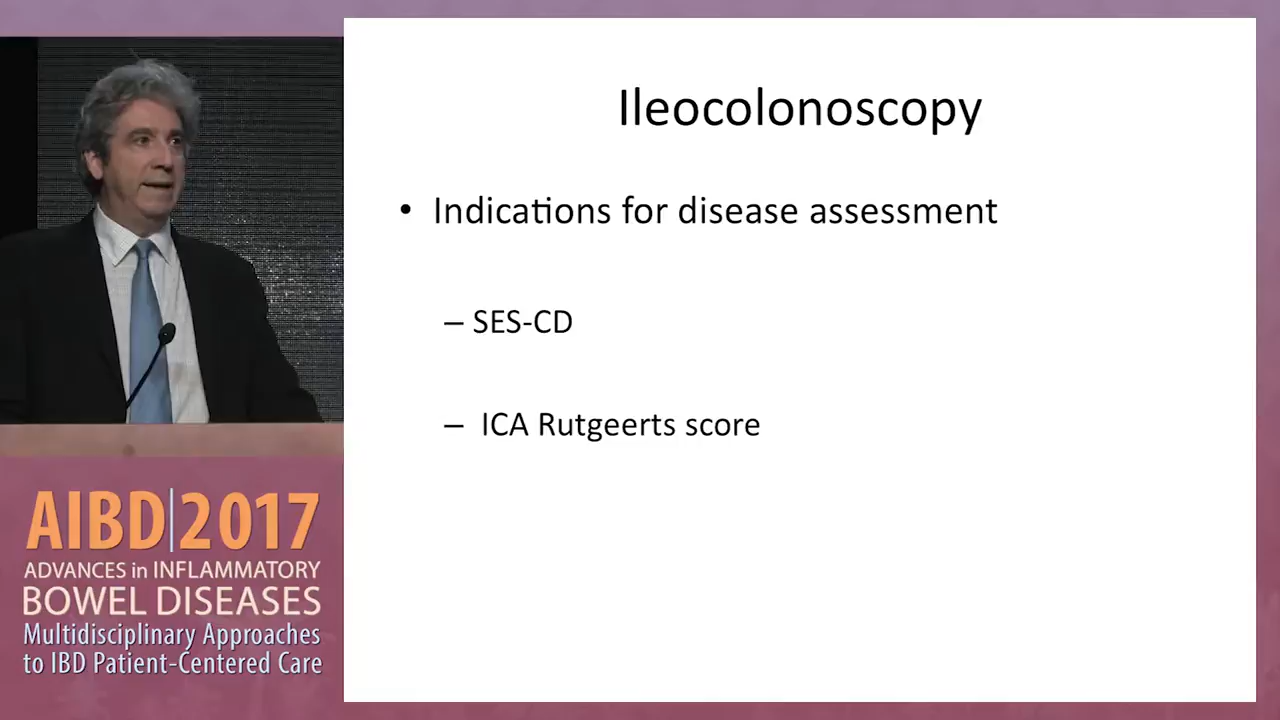 Ileocolonoscopy
• Indications for disease assessment
– SES-CD
– ICA Rutgeerts score
AIBD|2017
ADVANCES in INFLAMMATORY
BOWEL DISEASES
Multidisciplinary Approaches
to IBD Patient-Centered Care